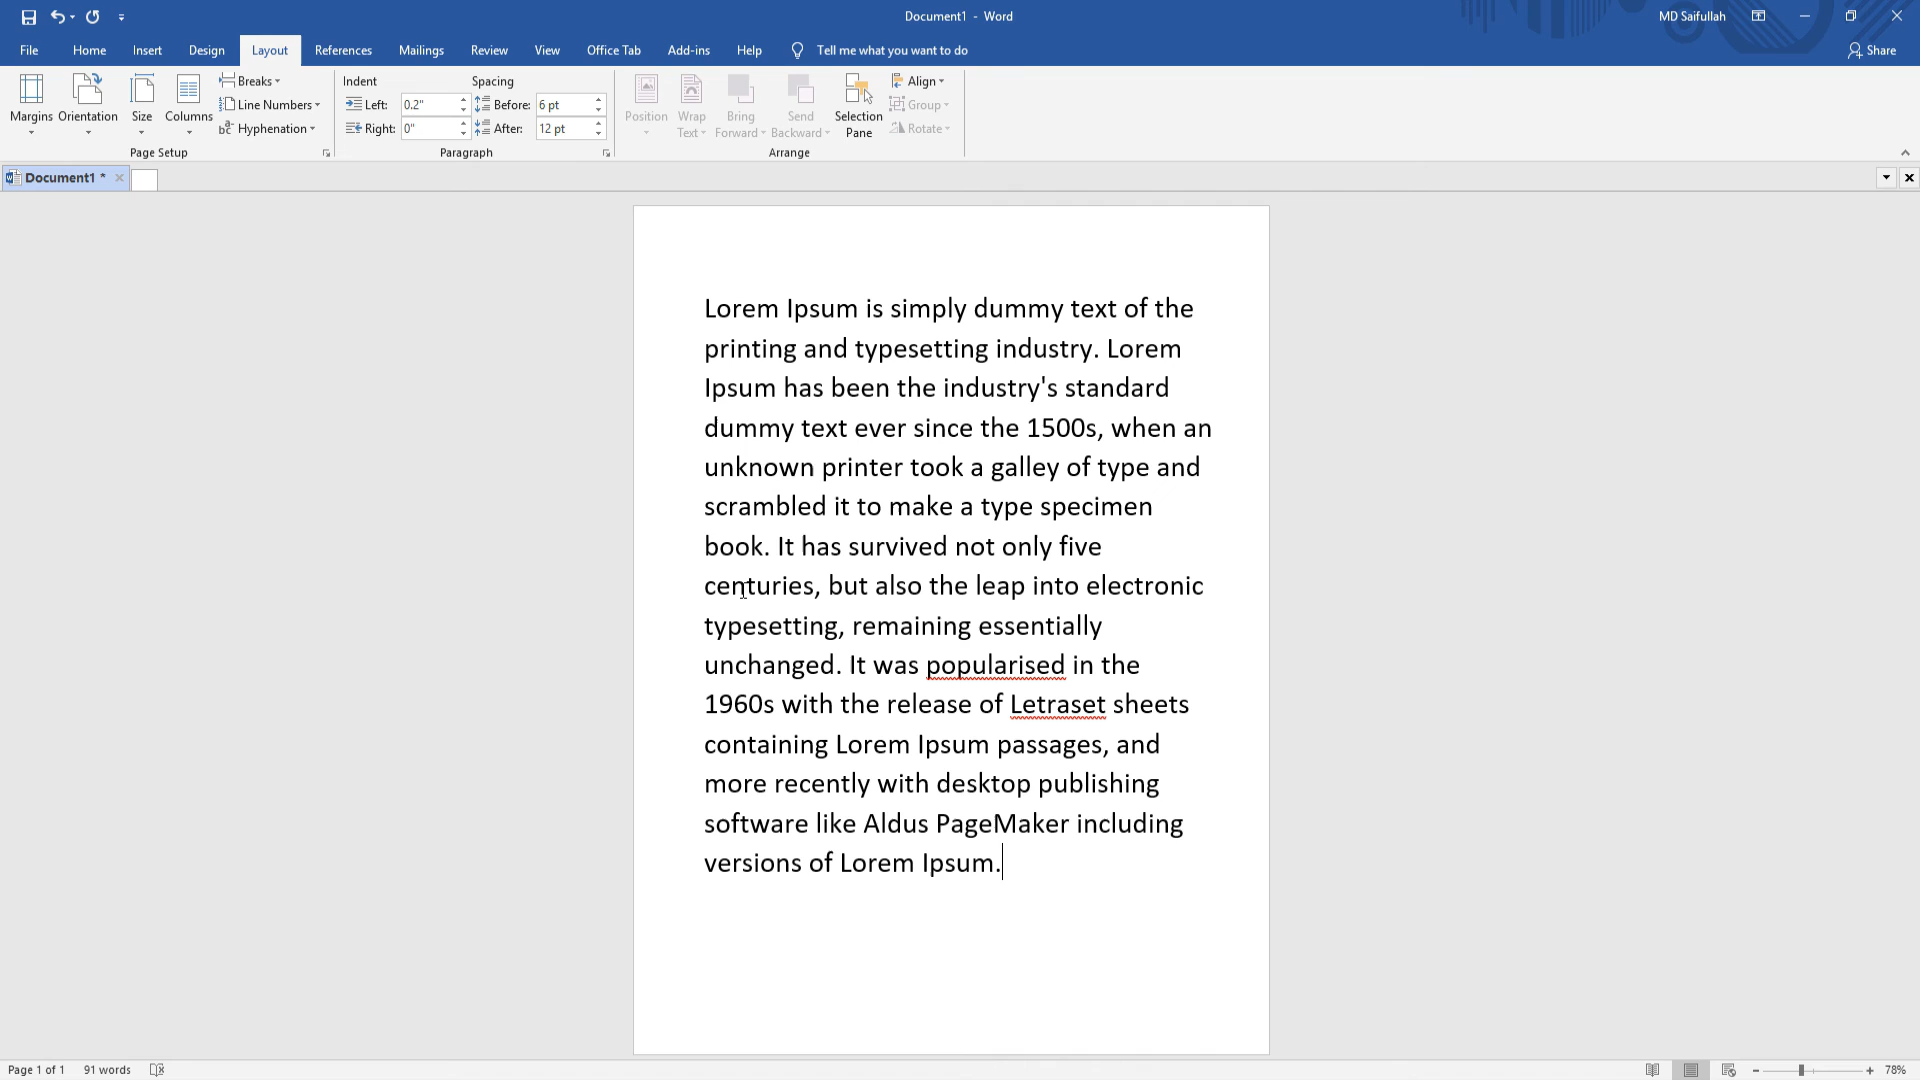 Document1 - Word
MD Saifullah
File Home Insert Design Layout References Mailings Review View Office Tab Add-ins Help Tell me what you want to do Share
Margins Orientation Size Columns
Breaks
Line Numbers
Hyphenation
Page Setup
Indent Spacing
Left: 0.2" Before: 6 pt
Right: 0" After: 12 pt
Paragraph
Position Wrap Text Bring Forward Send Backward Selection Pane
Align
Group
Rotate
Arrange
Document1 *
Lorem Ipsum is simply dummy text of the
printing and typesetting industry. Lorem
Ipsum has been the industry's standard
dummy text ever since the 1500s, when an
unknown printer took a galley of type and
scrambled it to make a type specimen
book. It has survived not only five
centuries, but also the leap into electronic
typesetting, remaining essentially
unchanged. It was popularised in the
1960s with the release of Letraset sheets
containing Lorem Ipsum passages, and
more recently with desktop publishing
software like Aldus PageMaker including
versions of Lorem Ipsum.
Page 1 of 1 91 words 78%